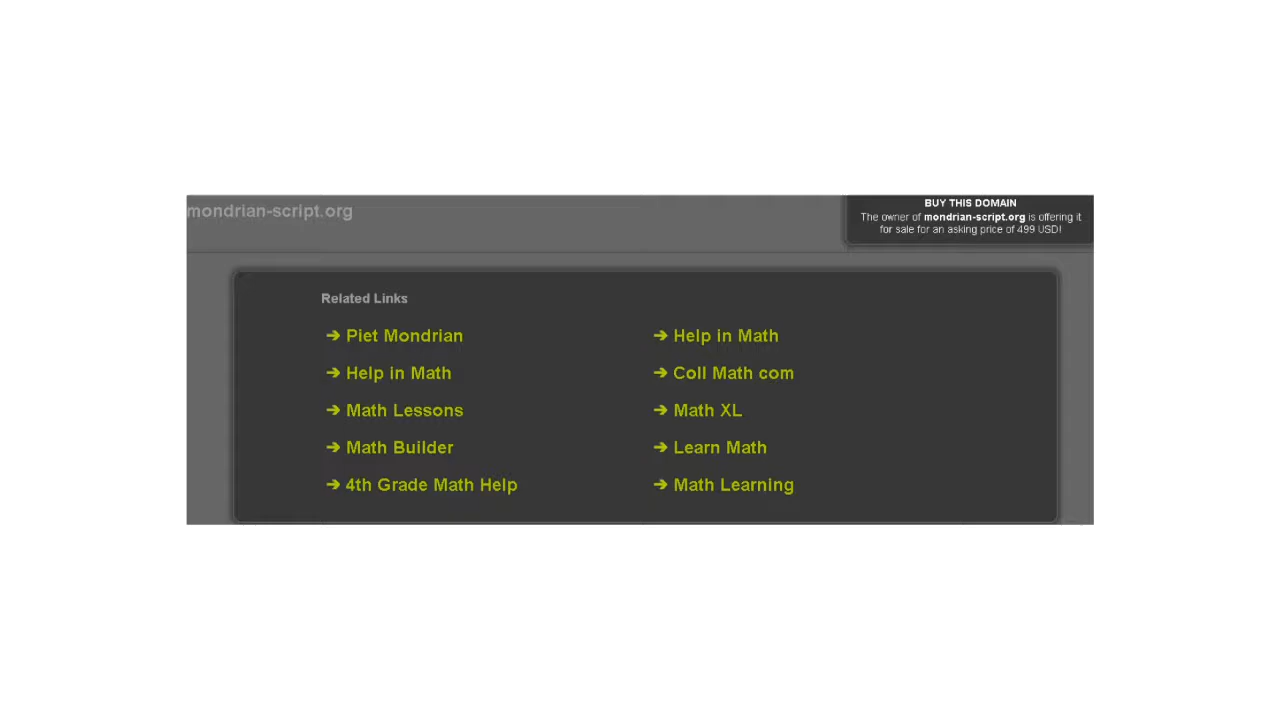 mondrian-script.org
BUY THIS DOMAIN
The owner of mondrian-script.org is offering it
for sale for an asking price of 499 USD!
Related Links
➔ Piet Mondrian
➔ Help in Math
➔ Math Lessons
➔ Math Builder
➔ 4th Grade Math Help
➔ Help in Math
➔ Coll Math com
➔ Math XL
➔ Learn Math
➔ Math Learning